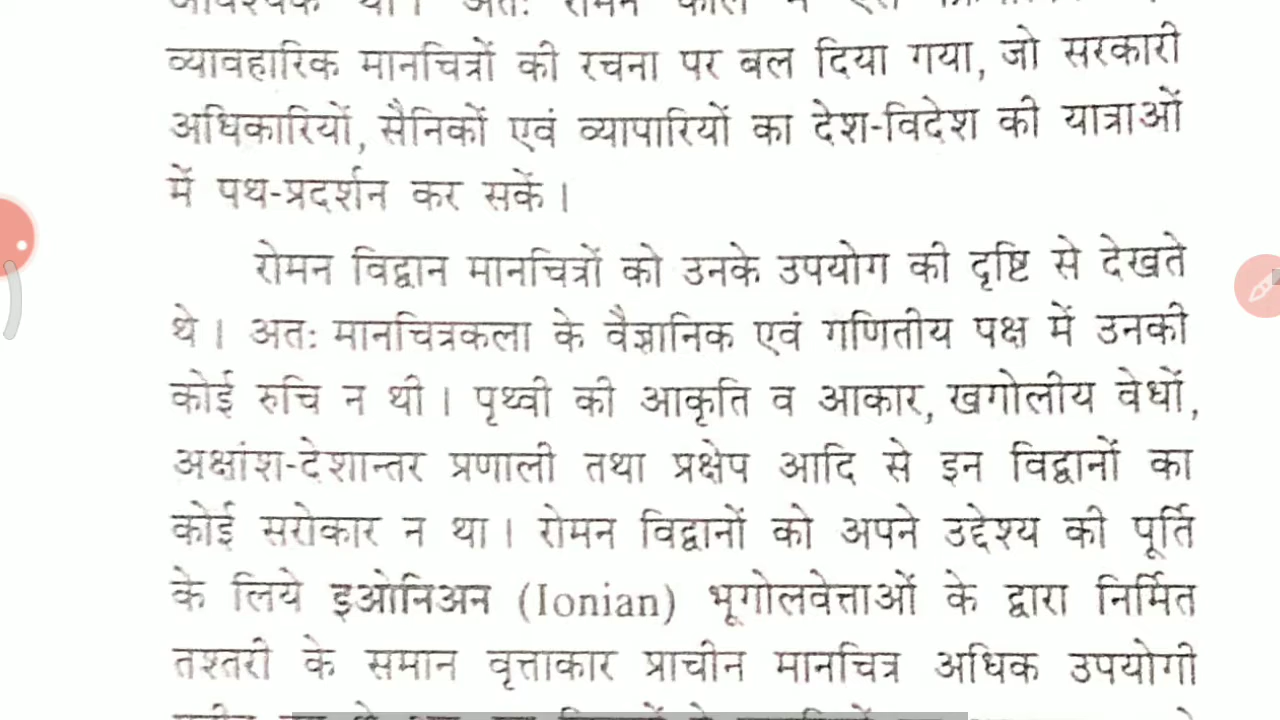 व्यावहारिक मानचित्रों की रचना पर बल दिया गया, जो सरकारी
अधिकारियों, सैनिकों एवं व्यापारियों का देश-विदेश की यात्राओं
में पथ-प्रदर्शन कर सकें।
रोमन विद्वान मानचित्रों को उनके उपयोग की दृष्टि से देखते
थे। अतः मानचित्रकला के वैज्ञानिक एवं गणितीय पक्ष में उनकी
कोई रुचि न थी। पृथ्वी की आकृति व आकार, खगोलीय वेधों,
अक्षांश-देशान्तर प्रणाली तथा प्रक्षेप आदि से इन विद्वानों का
कोई सरोकार न था। रोमन विद्वानों को अपने उद्देश्य की पूर्ति
के लिये इओनिअन (Ionian) भूगोलवेत्ताओं के द्वारा निर्मित
तश्तरी के समान वृत्ताकार प्राचीन मानचित्र अधिक उपयोगी